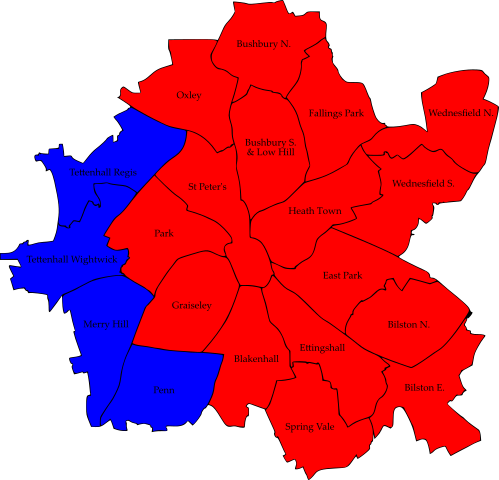 Bushbury N.
Oxley
Fallings Park
Wednesfield N.
Bushbury S.
& Low Hill
Tettenhall Regis
St Peter's
Wednesfield S.
Heath Town
Park
Tettenhall Wightwick
East Park
Graiseley
Merry Hill
Bilston N.
Ettingshall
Blakenhall
Penn
Bilston E.
Spring Vale